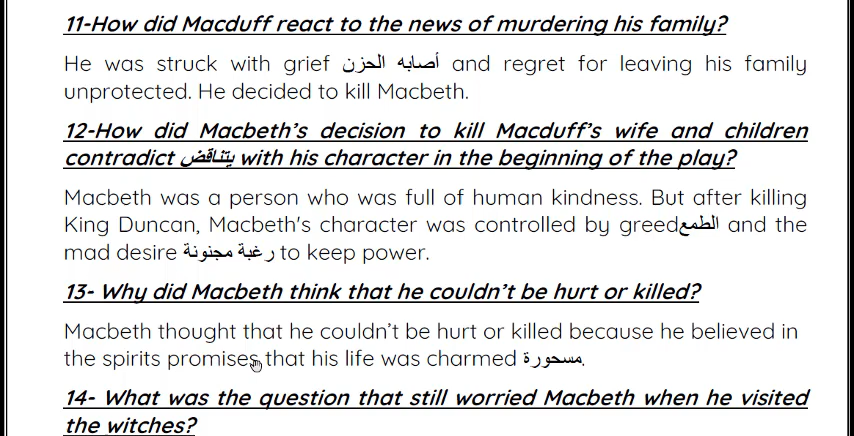 11-How did Macduff react to the news of murdering his family?
He was struck with grief أصابه الحزن and regret for leaving his family
unprotected. He decided to kill Macbeth.
12-How did Macbeth's decision to kill Macduff's wife and children
contradict يتناقض with his character in the beginning of the play?
Macbeth was a person who was full of human kindness. But after killing
King Duncan, Macbeth's character was controlled by greedالطمع and the
mad desire رغبة مجنونة to keep power.
13- Why did Macbeth think that he couldn't be hurt or killed?
Macbeth thought that he couldn't be hurt or killed because he believed in
the spirits promises that his life was charmed مسحورة.
14- What was the question that still worried Macbeth when he visited
the witches?